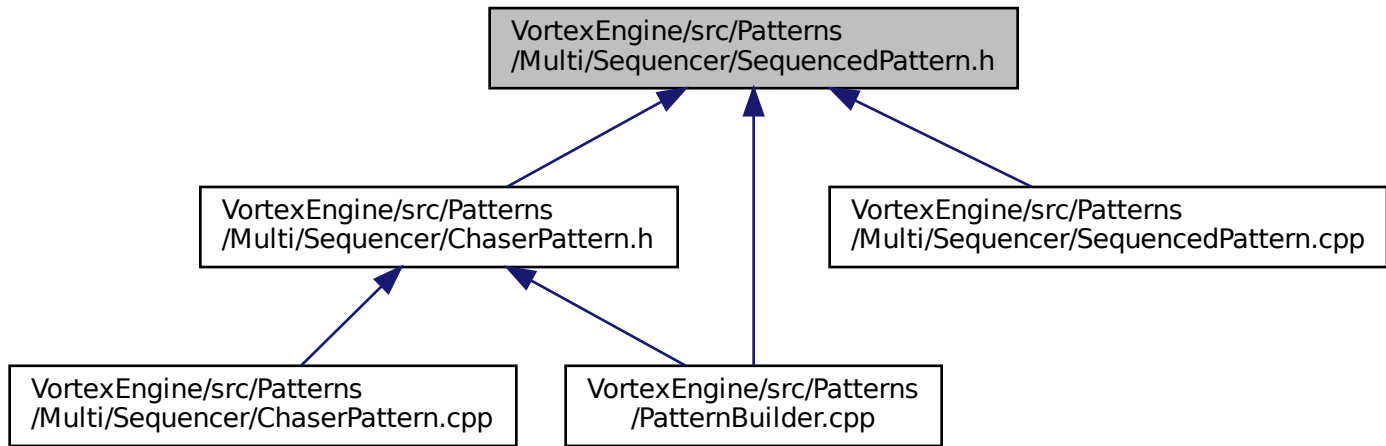 VortexEngine/src/Patterns
/Multi/Sequencer/SequencedPattern.h
VortexEngine/src/Patterns
/Multi/Sequencer/ChaserPattern.h
VortexEngine/src/Patterns
/Multi/Sequencer/SequencedPattern.cpp
VortexEngine/src/Patterns
/Multi/Sequencer/ChaserPattern.cpp
VortexEngine/src/Patterns
/PatternBuilder.cpp